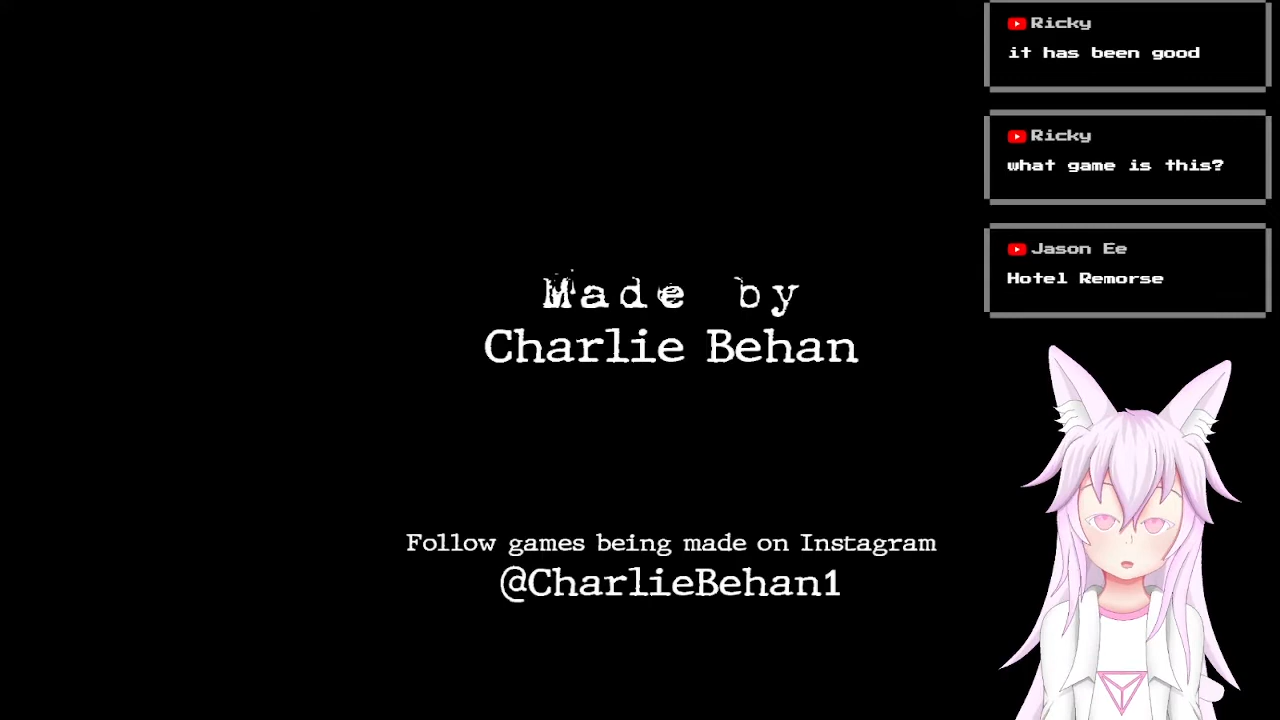 Made by
Charlie Behan
Follow games being made on Instagram
@CharlieBehan1
Ricky
it has been good
Ricky
what game is this?
Jason Ee
Hotel Remorse